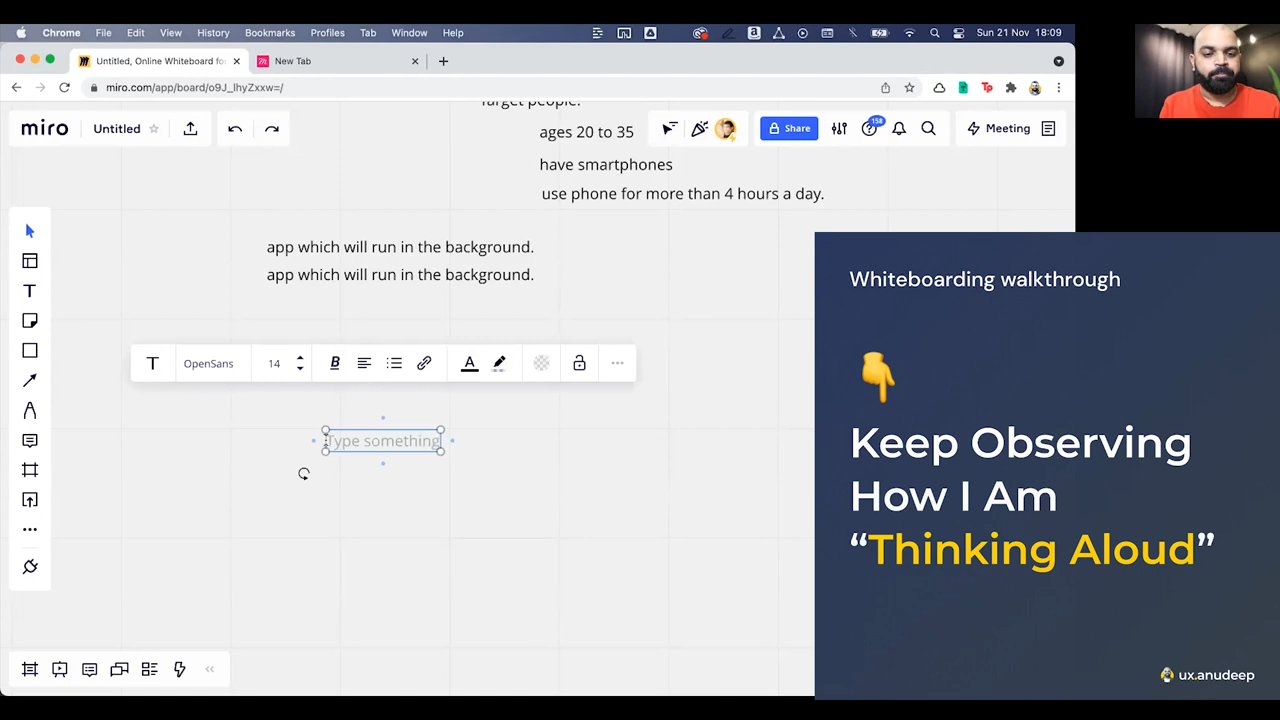 Chrome File Edit View History Bookmarks Profiles Tab Window Help
Sun 21 Nov 18:09
Untitled, Online Whiteboard fo
New Tab
miro.com/app/board/o9J_lhyZxxw=/
Target people:
miro
Untitled
158
Share
Meeting
ages 20 to 35
have smartphones
use phone for more than 4 hours a day.
app which will run in the background.
app which will run in the background.
T
OpenSans
14
B
A
Type something
Whiteboarding walkthrough
Keep Observing
How I Am
“Thinking Aloud”
ux.anudeep